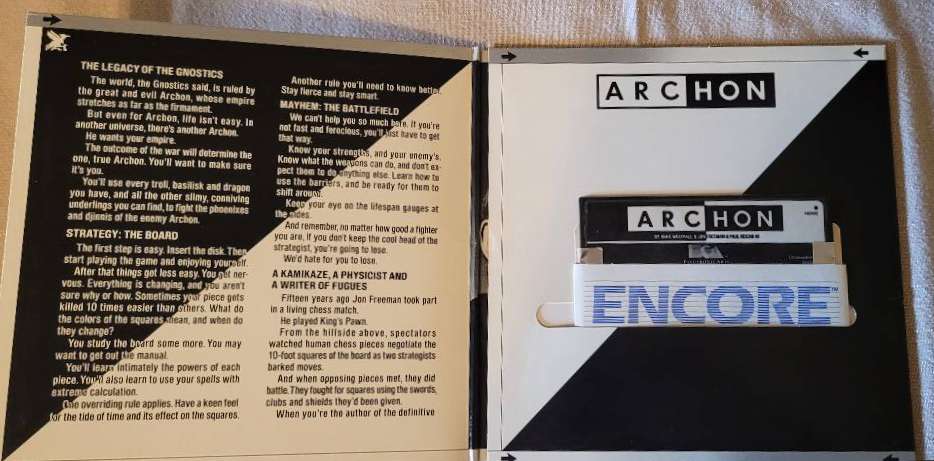 THE LEGACY OF THE GNOSTICS
The world, the Gnostics said, is ruled by
the great and evil Archon, whose empire
stretches as far as the firmament.
But even for Archon, life isn't easy. In
another universe, there's another Archon.
He wants your empire.
The outcome of the war will determine the
one, true Archon. You'll want to make sure
it's you.
You'll use every troll, basilisk and dragon
you have, and all the other slimy, conniving
underlings you can find, to fight the phoenixes
and djinnis of the enemy Archon.
STRATEGY: THE BOARD
The first step is easy. Insert the disk. Then
start playing the game and enjoying yourself.
After that things get less easy. You get ner-
vous. Everything is changing, and you aren't
sure why or how. Sometimes your piece gets
killed 10 times easier than others. What do
the colors of the squares mean, and when do
they change?
You study the board some more. You may
want to get out the manual.
You'll learn intimately the powers of each
piece. You'll also learn to use your spells with
extreme calculation.
One overriding rule applies. Have a keen feel
for the tide of time and its effect on the squares.
Another rule you'll need to know better.
Stay fierce and stay smart.
MAYHEM: THE BATTLEFIELD
We can't help you so much here. If you're
not fast and ferocious, you'll just have to get
that way.
Know your strengths, and your enemy's.
Know what the weapons can do, and don't ex-
pect them to do anything else. Learn how to
use the barriers, and be ready for them to
shift around.
Keep your eye on the lifespan gauges at
the sides.
And remember, no matter how good a fighter
you are, if you don't keep the cool head of the
strategist, you're going to lose.
We'd hate for you to lose.
A KAMIKAZE, A PHYSICIST AND
A WRITER OF FUGUES
Fifteen years ago Jon Freeman took part
in a living chess match.
He played King's Pawn.
From the hillside above, spectators
watched human chess pieces negotiate the
10-foot squares of the board as two strategists
barked moves.
And when opposing pieces met, they did
battle. They fought for squares using the swords,
clubs and shields they'd been given.
When you're the author of the definitive
ARCHON
ARCHON
ENCORE™